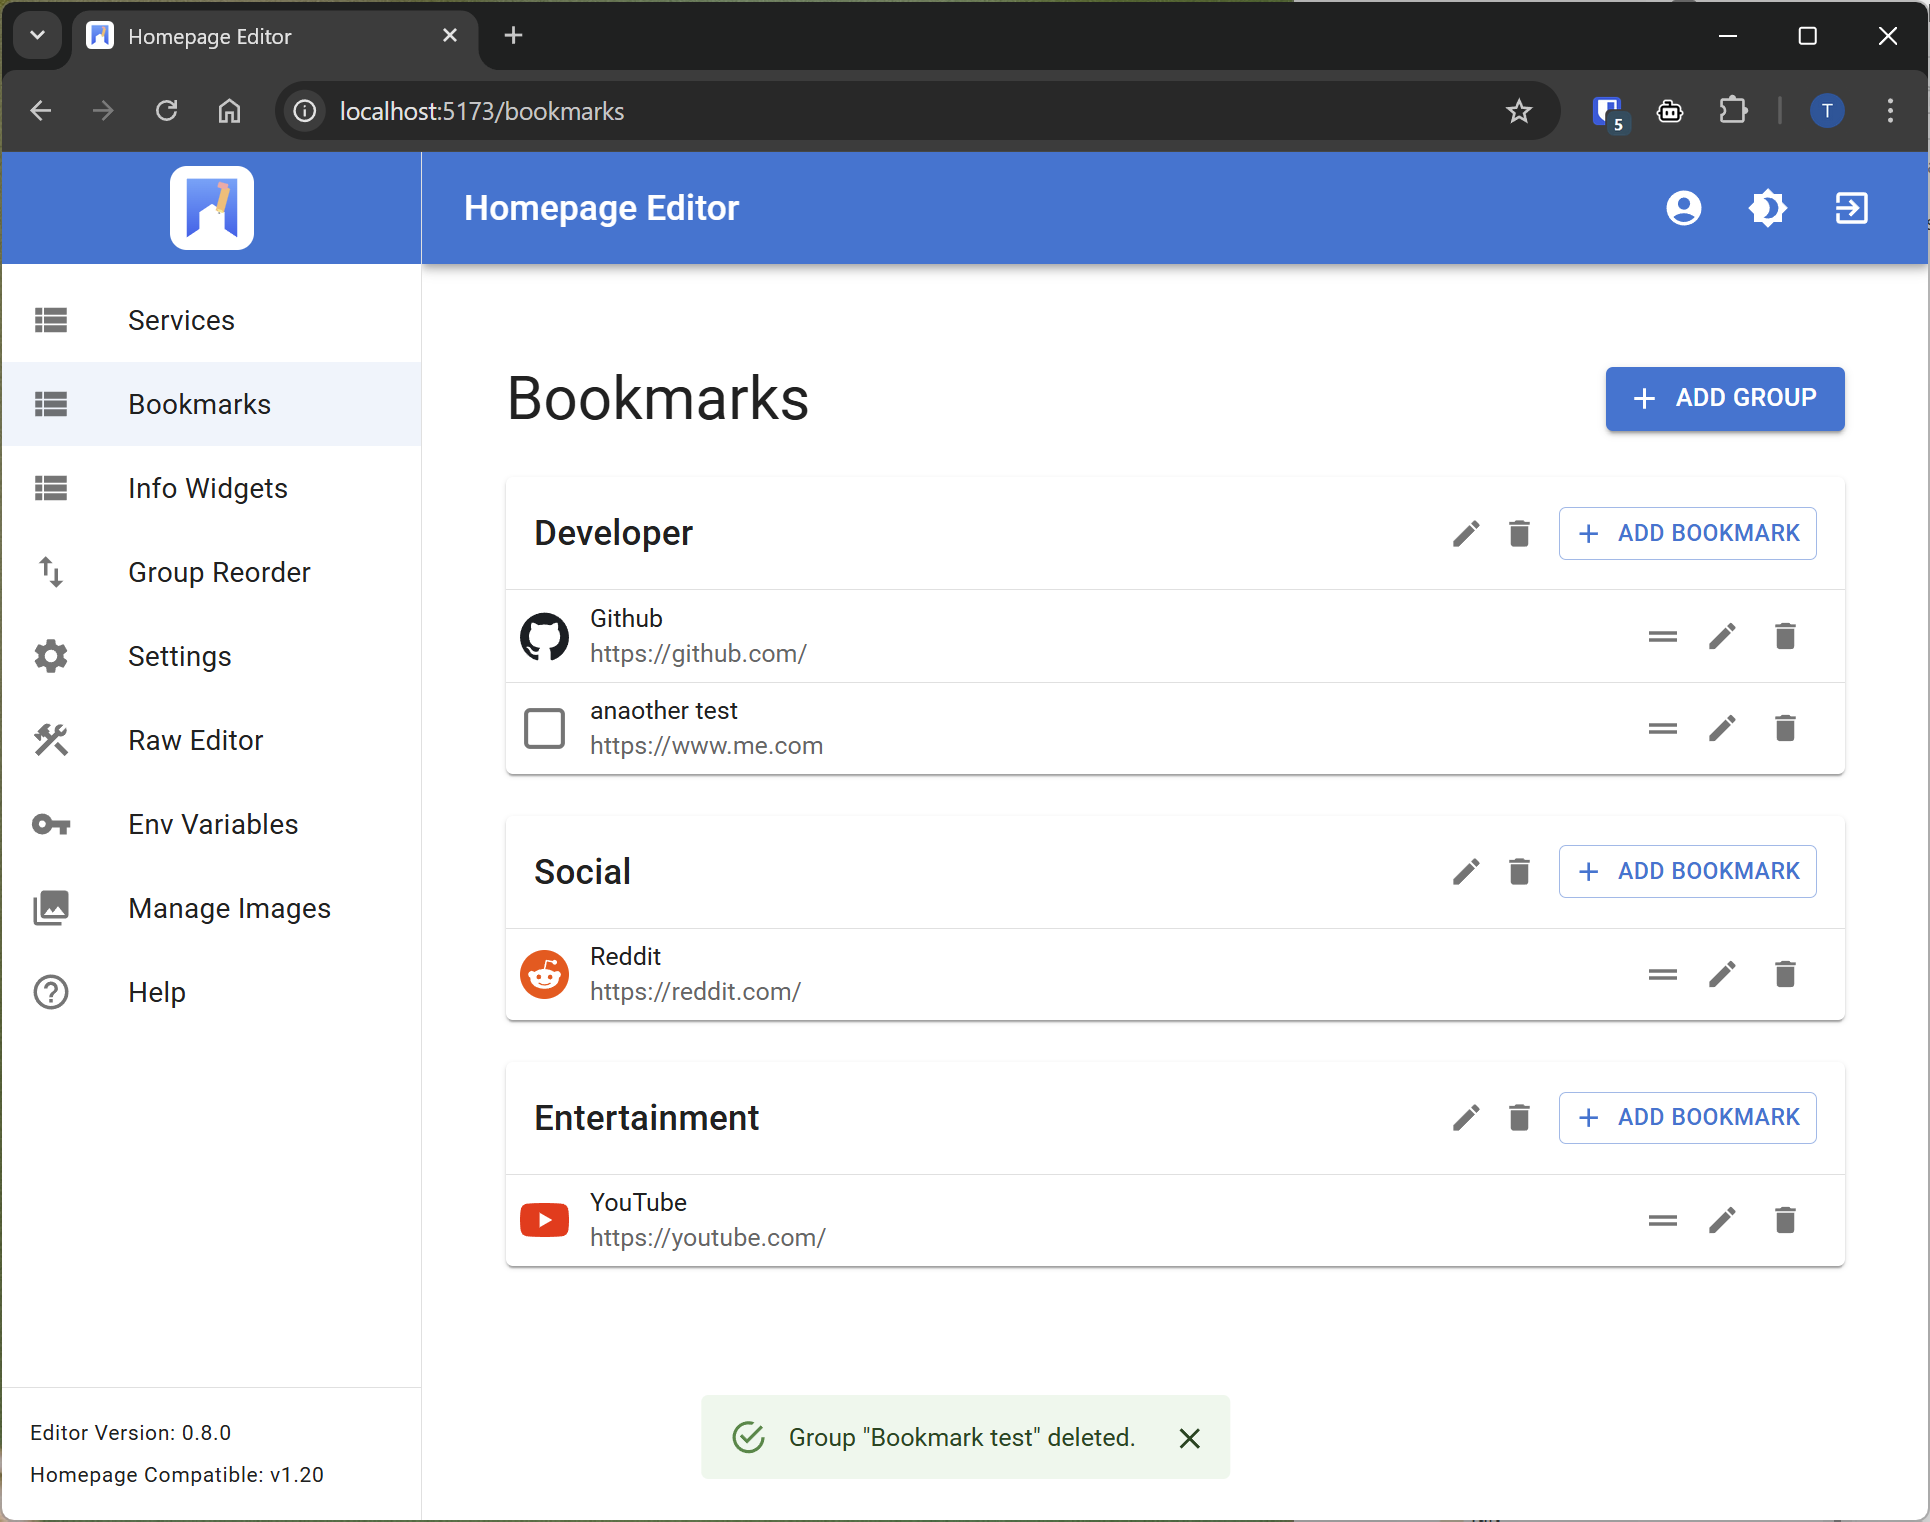 Homepage Editor
localhost:5173/bookmarks
5
T
Homepage Editor
Services
Bookmarks
Info Widgets
Group Reorder
Settings
Raw Editor
Env Variables
Manage Images
Help
Editor Version: 0.8.0
Homepage Compatible: v1.20
Bookmarks
ADD GROUP
Developer
ADD BOOKMARK
Github
https://github.com/
anaother test
https://www.me.com
Social
ADD BOOKMARK
Reddit
https://reddit.com/
Entertainment
ADD BOOKMARK
YouTube
https://youtube.com/
Group "Bookmark test" deleted.